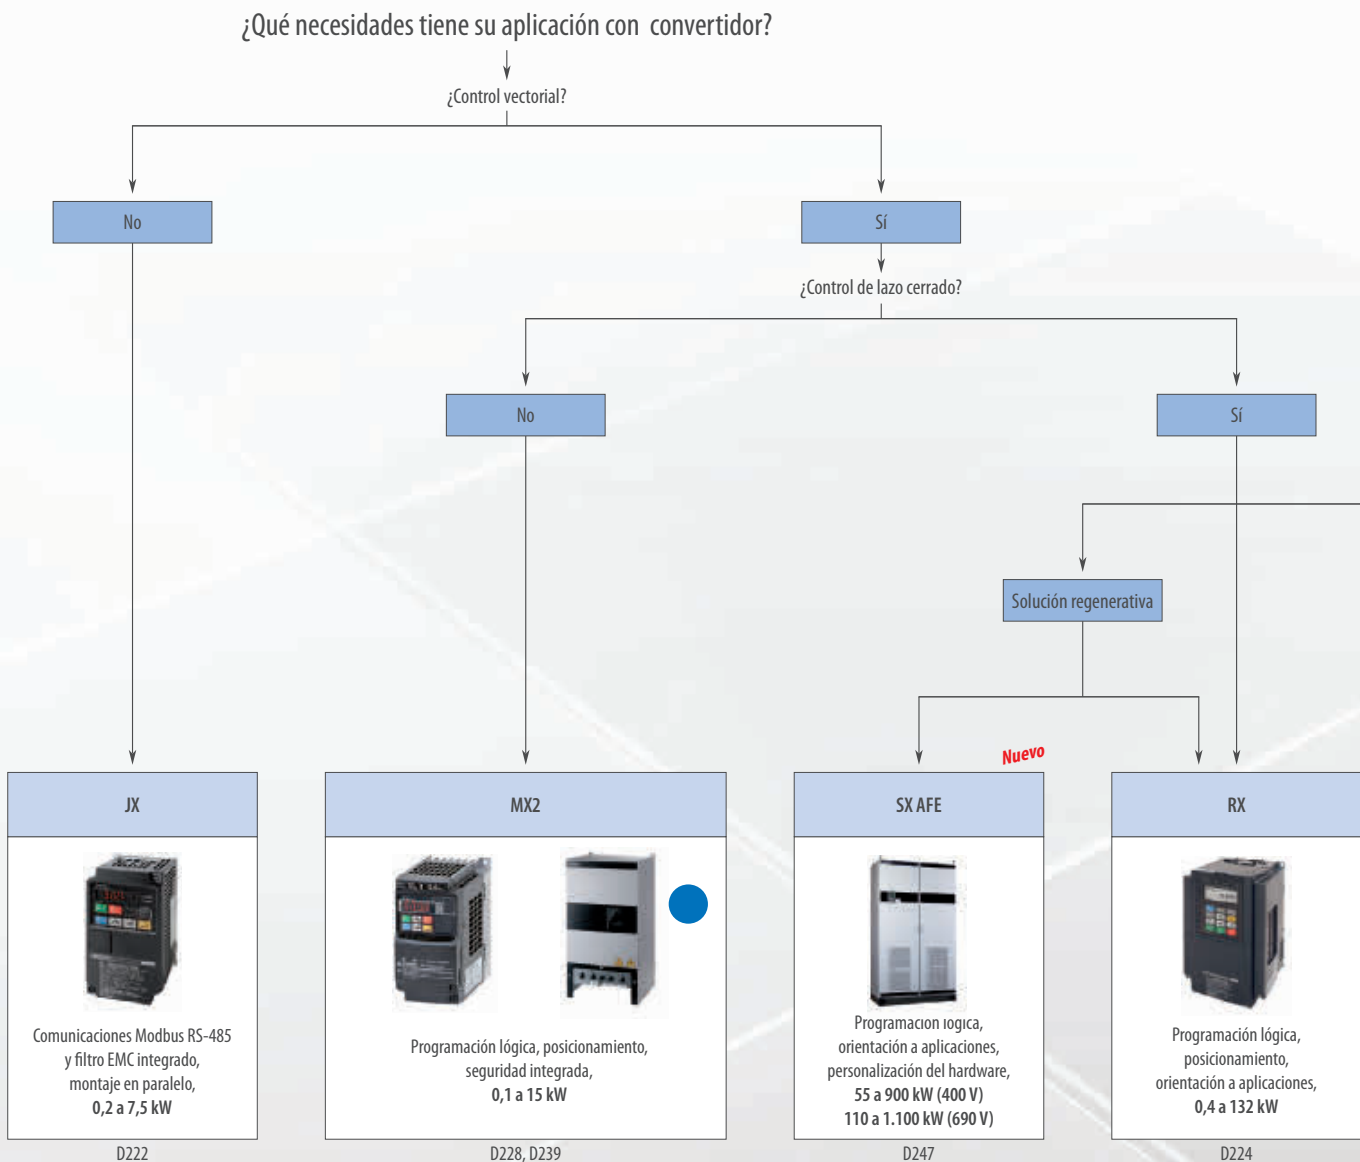 ¿Qué necesidades tiene su aplicación con convertidor?
¿Control vectorial?
No
Sí
¿Control de lazo cerrado?
No
Sí
Solución regenerativa
Nuevo
JX
Comunicaciones Modbus RS-485
y filtro EMC integrado,
montaje en paralelo,
0,2 a 7,5 kW
D222
MX2
Programación lógica, posicionamiento,
seguridad integrada,
0,1 a 15 kW
D228, D239
SX AFE
Programación lógica,
orientación a aplicaciones,
personalización del hardware,
55 a 900 kW (400 V)
110 a 1.100 kW (690 V)
D247
RX
Programación lógica,
posicionamiento,
orientación a aplicaciones,
0,4 a 132 kW
D224